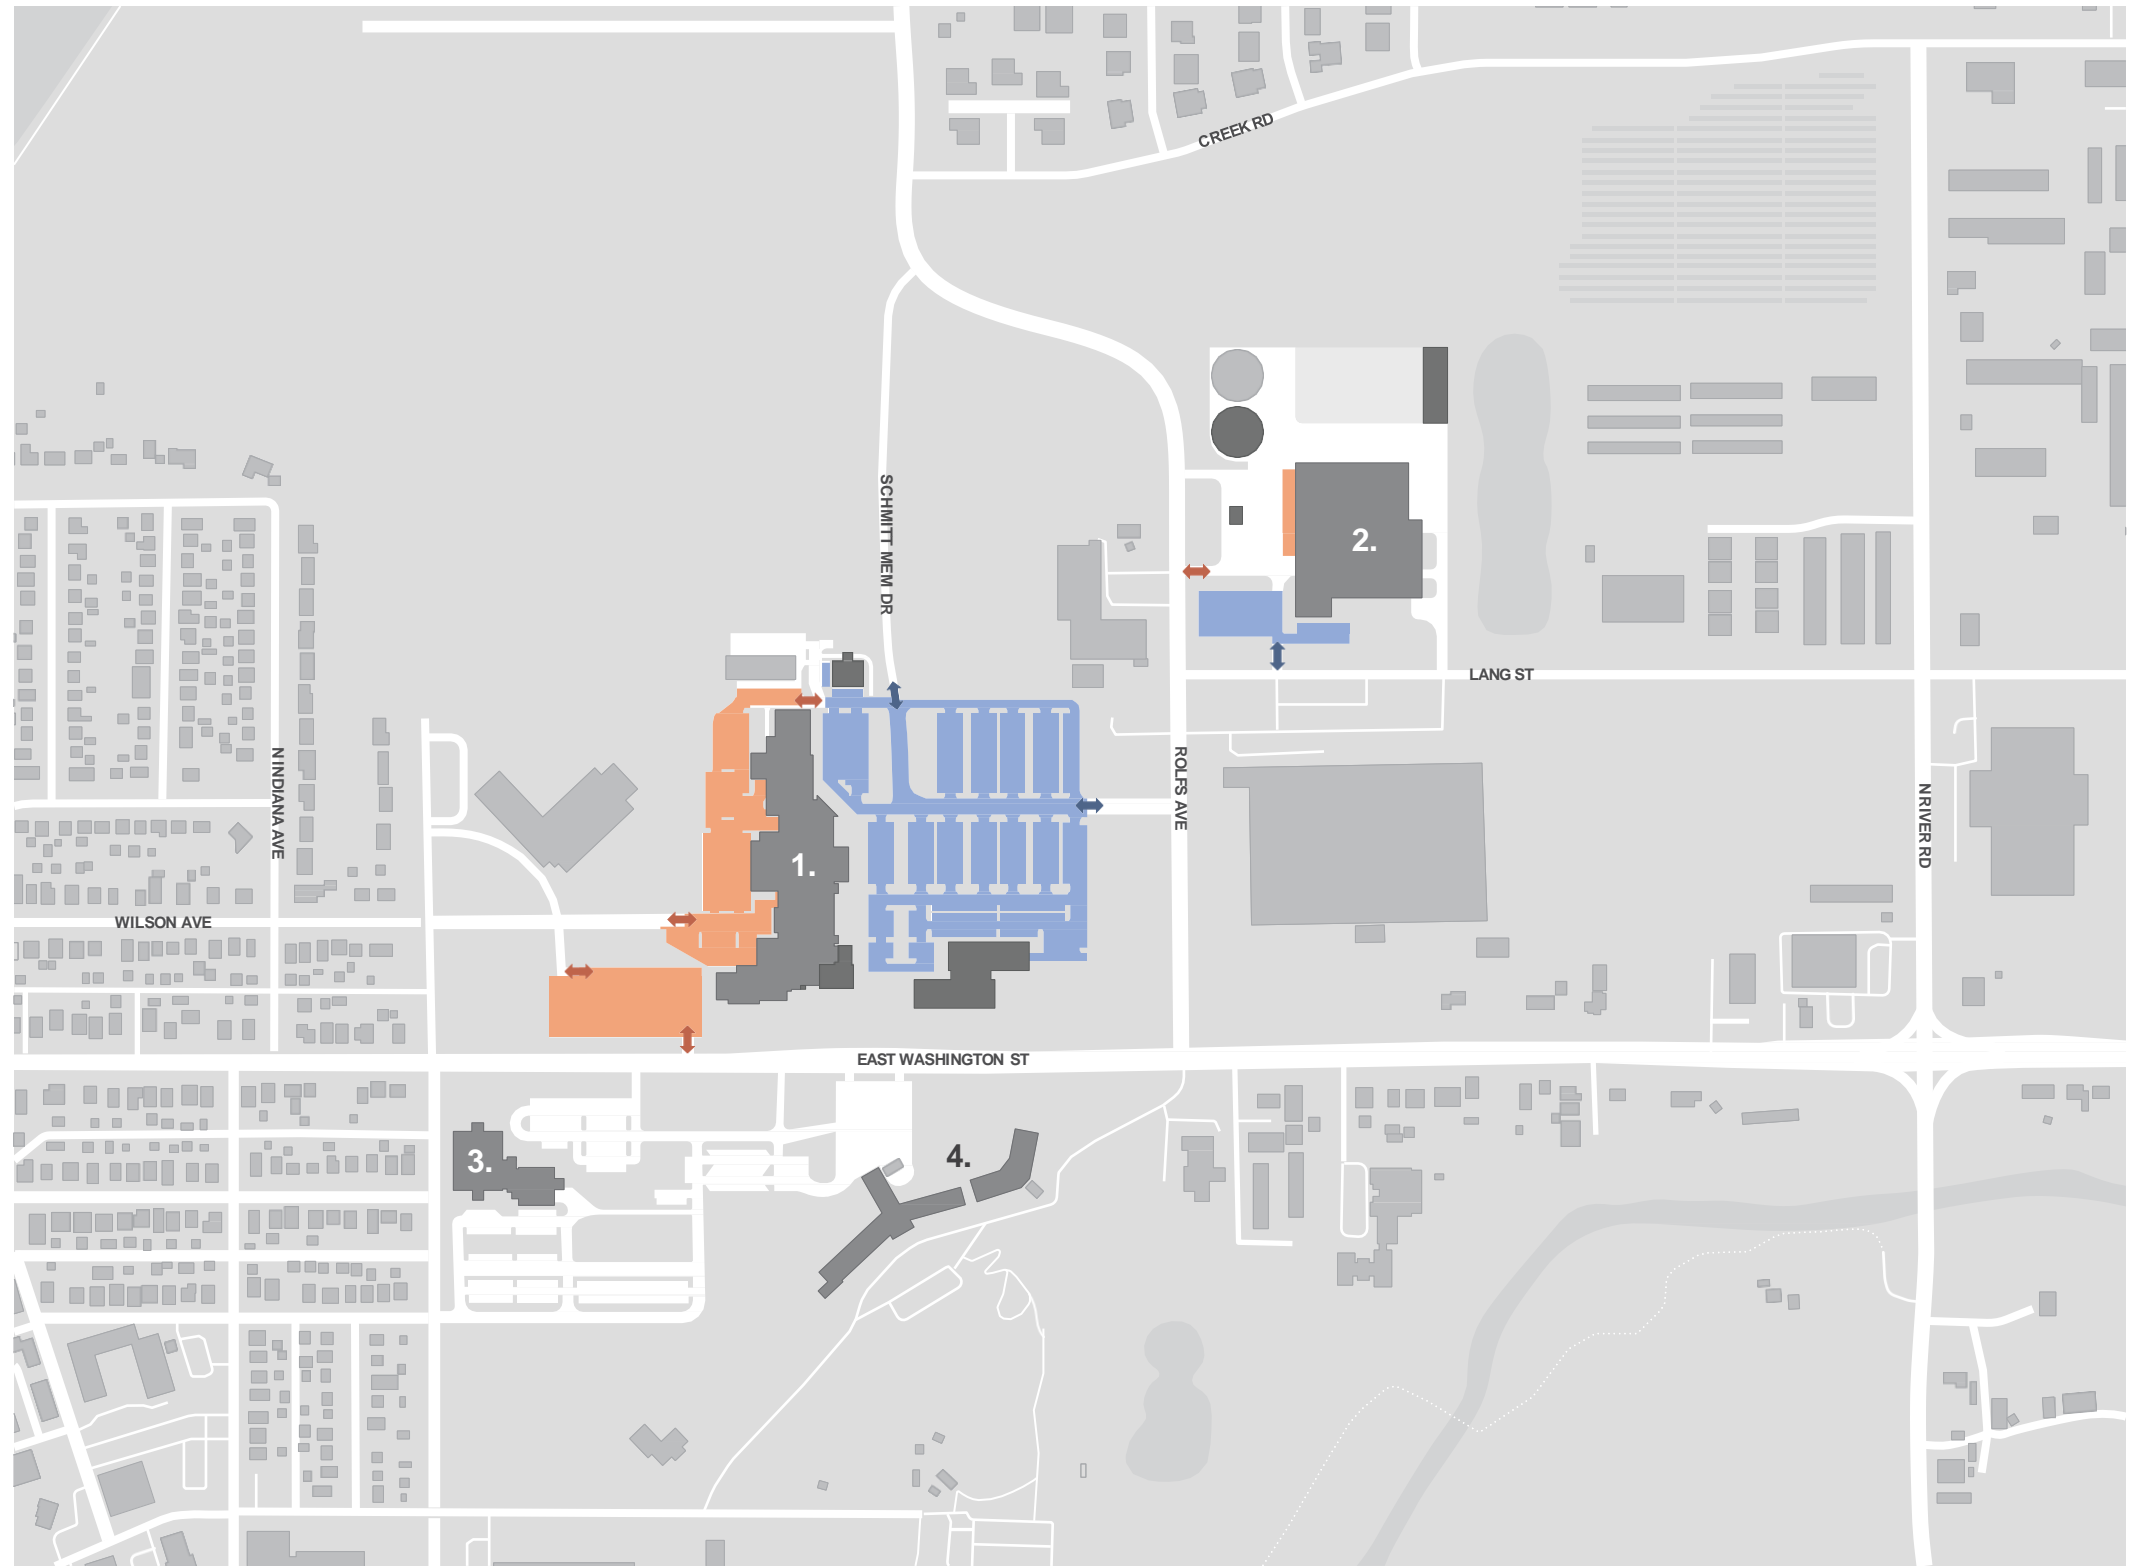 CREEK RD
SCHMITT MEM DR
2.
LANG ST
N INDIANA AVE
ROLFS AVE
N RIVER RD
1.
WILSON AVE
EAST WASHINGTON ST
3.
4.